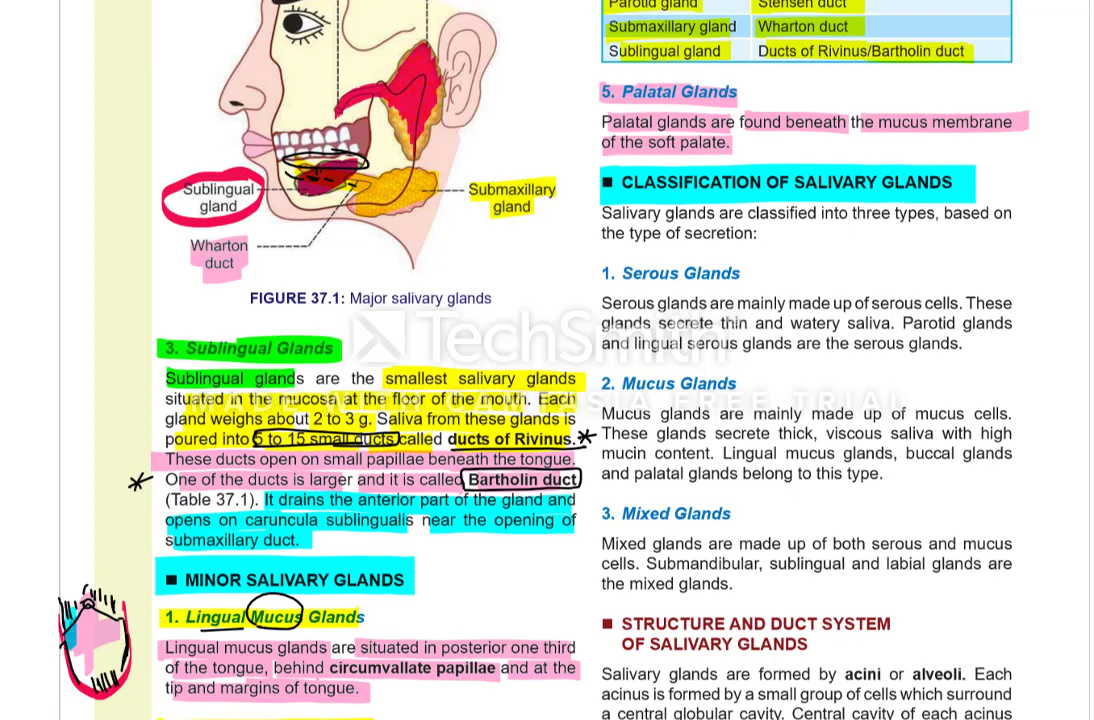 Sublingual
gland
Wharton
duct
Submaxillary
gland
FIGURE 37.1: Major salivary glands
3. Sublingual Glands
Sublingual glands are the smallest salivary glands
situated in the mucosa at the floor of the mouth. Each
gland weighs about 2 to 3 g. Saliva from these glands is
poured into 5 to 15 small ducts called ducts of Rivinus.
These ducts open on small papillae beneath the tongue.
One of the ducts is larger and it is called Bartholin duct
(Table 37.1). It drains the anterior part of the gland and
opens on caruncula sublingualis near the opening of
submaxillary duct.
■ MINOR SALIVARY GLANDS
1. Lingual Mucus Glands
Lingual mucus glands are situated in posterior one third
of the tongue, behind circumvallate papillae and at the
tip and margins of tongue.
Parotid gland Stensen duct
Submaxillary gland Wharton duct
Sublingual gland Ducts of Rivinus/Bartholin duct
5. Palatal Glands
Palatal glands are found beneath the mucus membrane
of the soft palate.
■ CLASSIFICATION OF SALIVARY GLANDS
Salivary glands are classified into three types, based on
the type of secretion:
1. Serous Glands
Serous glands are mainly made up of serous cells. These
glands secrete thin and watery saliva. Parotid glands
and lingual serous glands are the serous glands.
2. Mucus Glands
Mucus glands are mainly made up of mucus cells.
These glands secrete thick, viscous saliva with high
mucin content. Lingual mucus glands, buccal glands
and palatal glands belong to this type.
3. Mixed Glands
Mixed glands are made up of both serous and mucus
cells. Submandibular, sublingual and labial glands are
the mixed glands.
■ STRUCTURE AND DUCT SYSTEM
OF SALIVARY GLANDS
Salivary glands are formed by acini or alveoli. Each
acinus is formed by a small group of cells which surround
a central globular cavity. Central cavity of each acinus
TechSmith
MADE WITH CAMTASIA FREE TRIAL